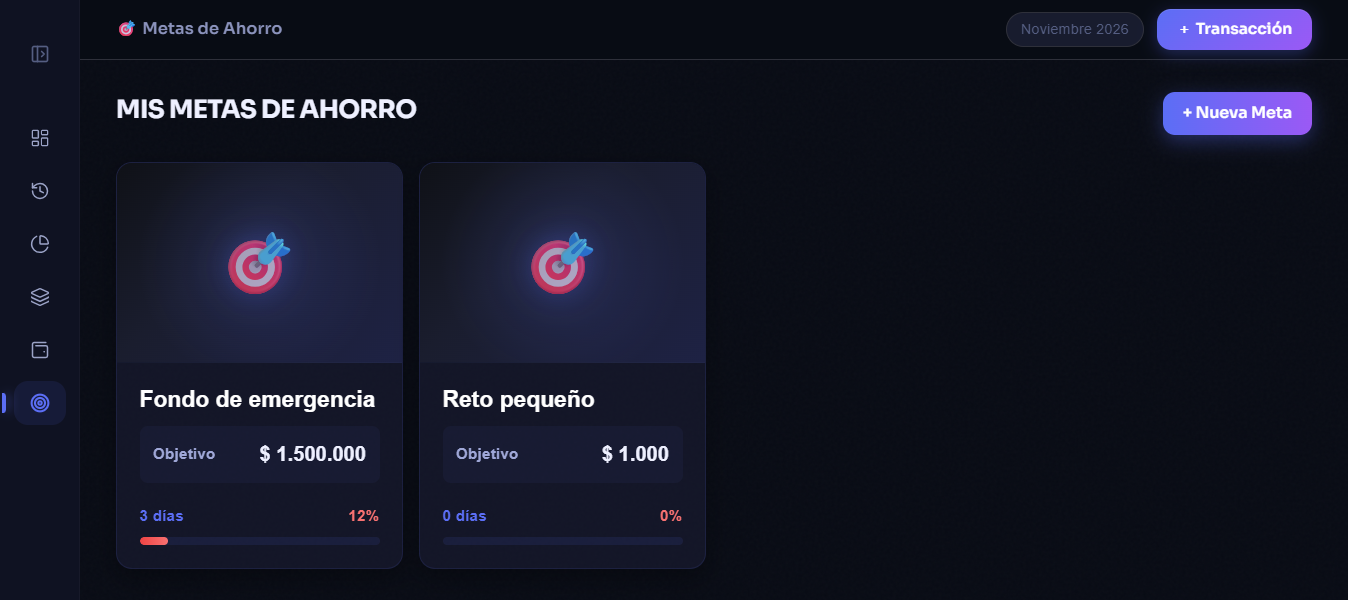 Metas de Ahorro
Noviembre 2026
+ Transacción
MIS METAS DE AHORRO
+ Nueva Meta
Fondo de emergencia
Objetivo $ 1.500.000
3 días 12%
Reto pequeño
Objetivo $ 1.000
0 días 0%